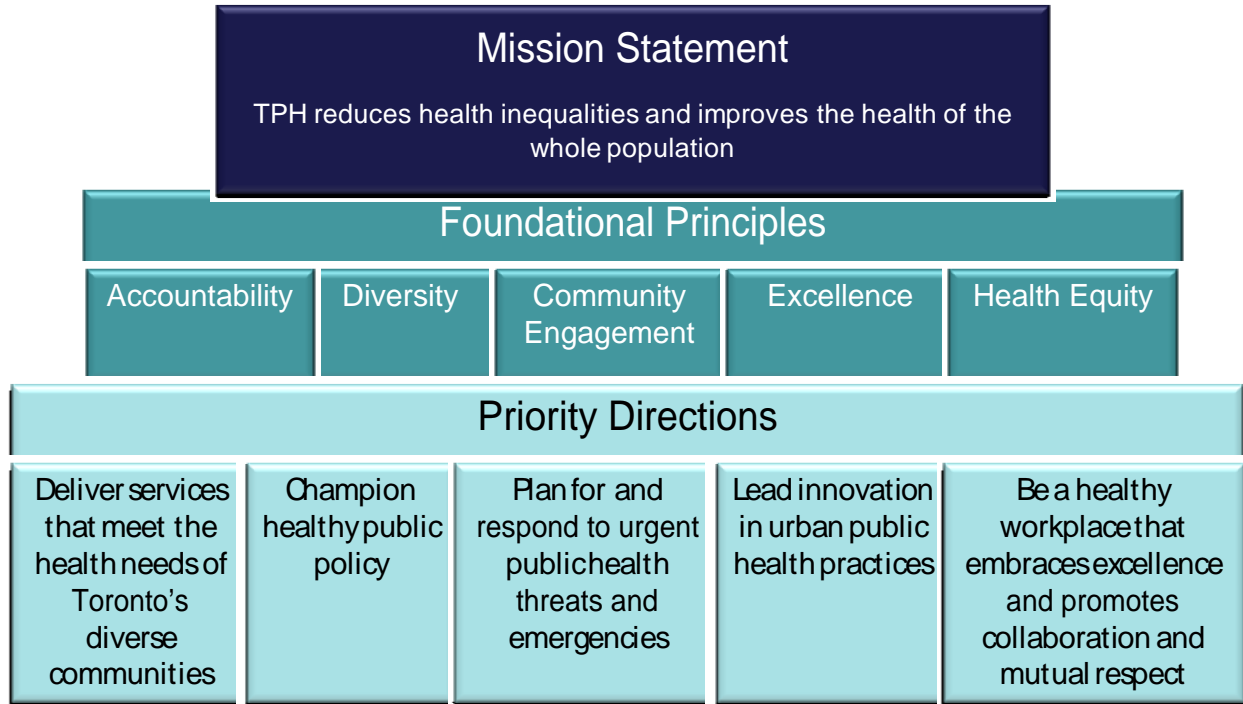 Mission Statement
TPH reduces health inequalities and improves the health of the
whole population
Foundational Principles
Accountability
Diversity
Community
Engagement
Excellence
Health Equity
Priority Directions
Deliver services
that meet the
health needs of
Toronto’s
diverse
communities
Champion
healthy public
policy
Plan for and
respond to urgent
public health
threats and
emergencies
Lead innovation
in urban public
health practices
Be a healthy
workplace that
embraces excellence
and promotes
collaboration and
mutual respect